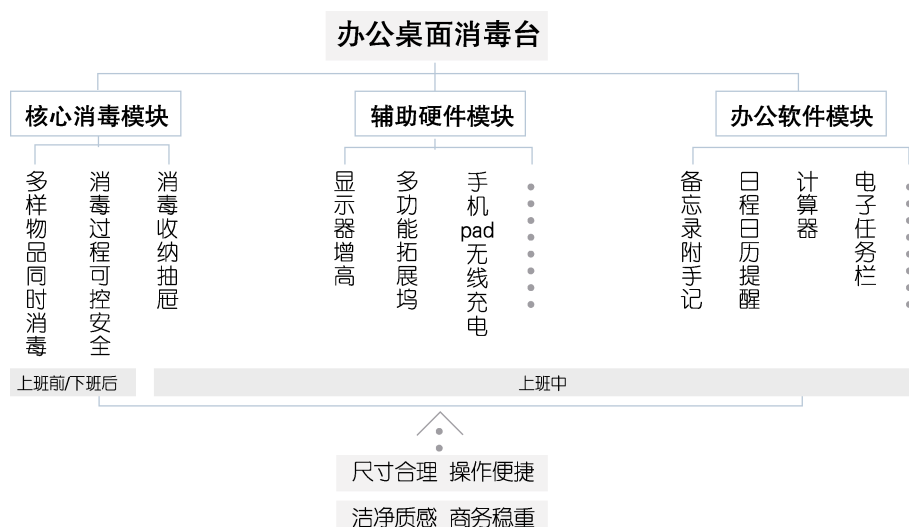 办公桌面消毒台
核心消毒模块
辅助硬件模块
办公软件模块
多样物品同时消毒
消毒过程可控安全
消毒收纳抽屉
显示器增高
多功能拓展坞
手机pad无线充电
备忘录附手记
日程日历提醒
计算器
电子任务栏
上班前/下班后
上班中
尺寸合理 操作便捷
洁净质感 商务稳重